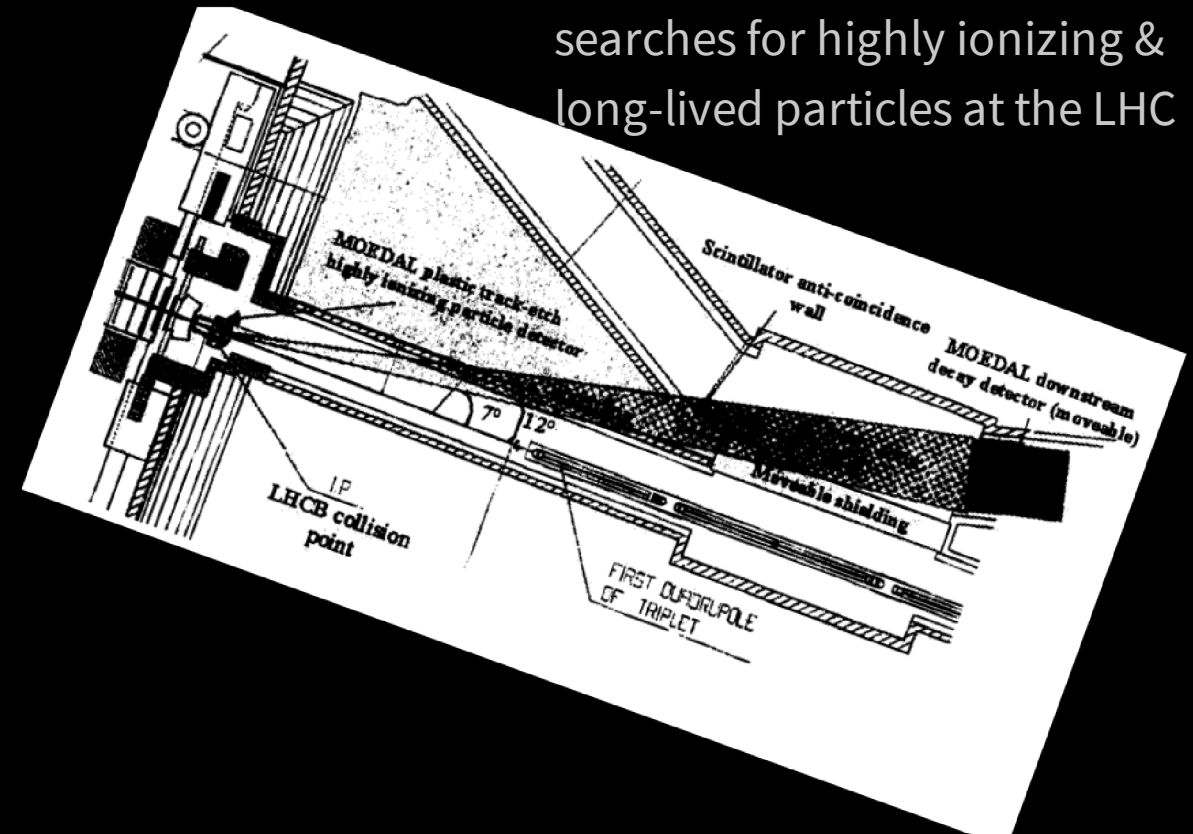 searches for highly ionizing &
long-lived particles at the LHC
MOEDAL plastic track-etch
highly ionizing particle detector
Scintillator anti-coincidence
wall
MOEDAL downstream
decay detector (moveable)
7°
12°
Moveable shielding
IP
LHCB collision
point
FIRST QUADRUPOLE
OF TRIPLET